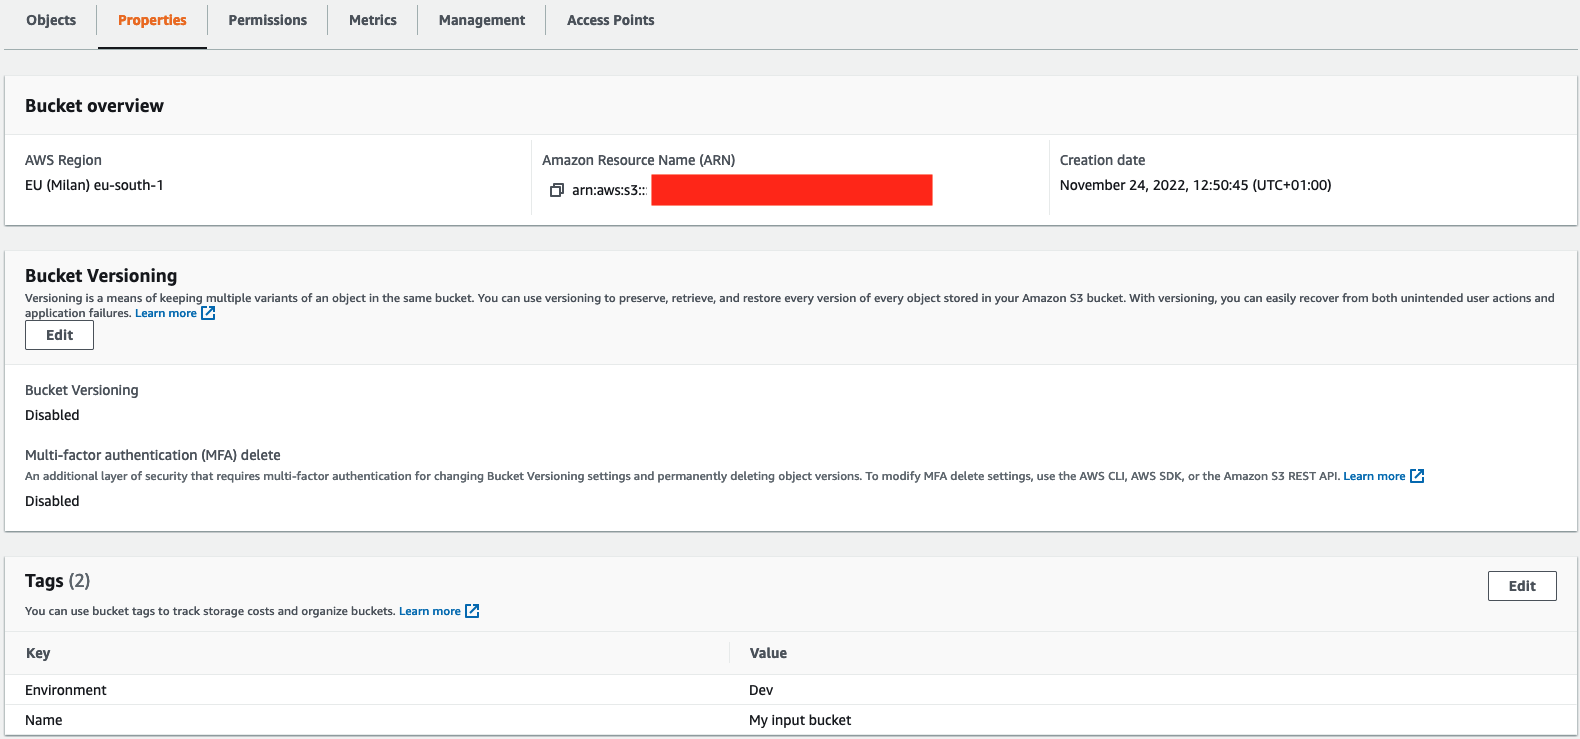 Objects Properties Permissions Metrics Management Access Points
Bucket overview
AWS Region Amazon Resource Name (ARN) Creation date
EU (Milan) eu-south-1 arn:aws:s3::: November 24, 2022, 12:50:45 (UTC+01:00)
Bucket Versioning
Versioning is a means of keeping multiple variants of an object in the same bucket. You can use versioning to preserve, retrieve, and restore every version of every object stored in your Amazon S3 bucket. With versioning, you can easily recover from both unintended user actions and
application failures. Learn more
Edit
Bucket Versioning
Disabled
Multi-factor authentication (MFA) delete
An additional layer of security that requires multi-factor authentication for changing Bucket Versioning settings and permanently deleting object versions. To modify MFA delete settings, use the AWS CLI, AWS SDK, or the Amazon S3 REST API. Learn more
Disabled
Tags (2) Edit
You can use bucket tags to track storage costs and organize buckets. Learn more
Key Value
Environment Dev
Name My input bucket